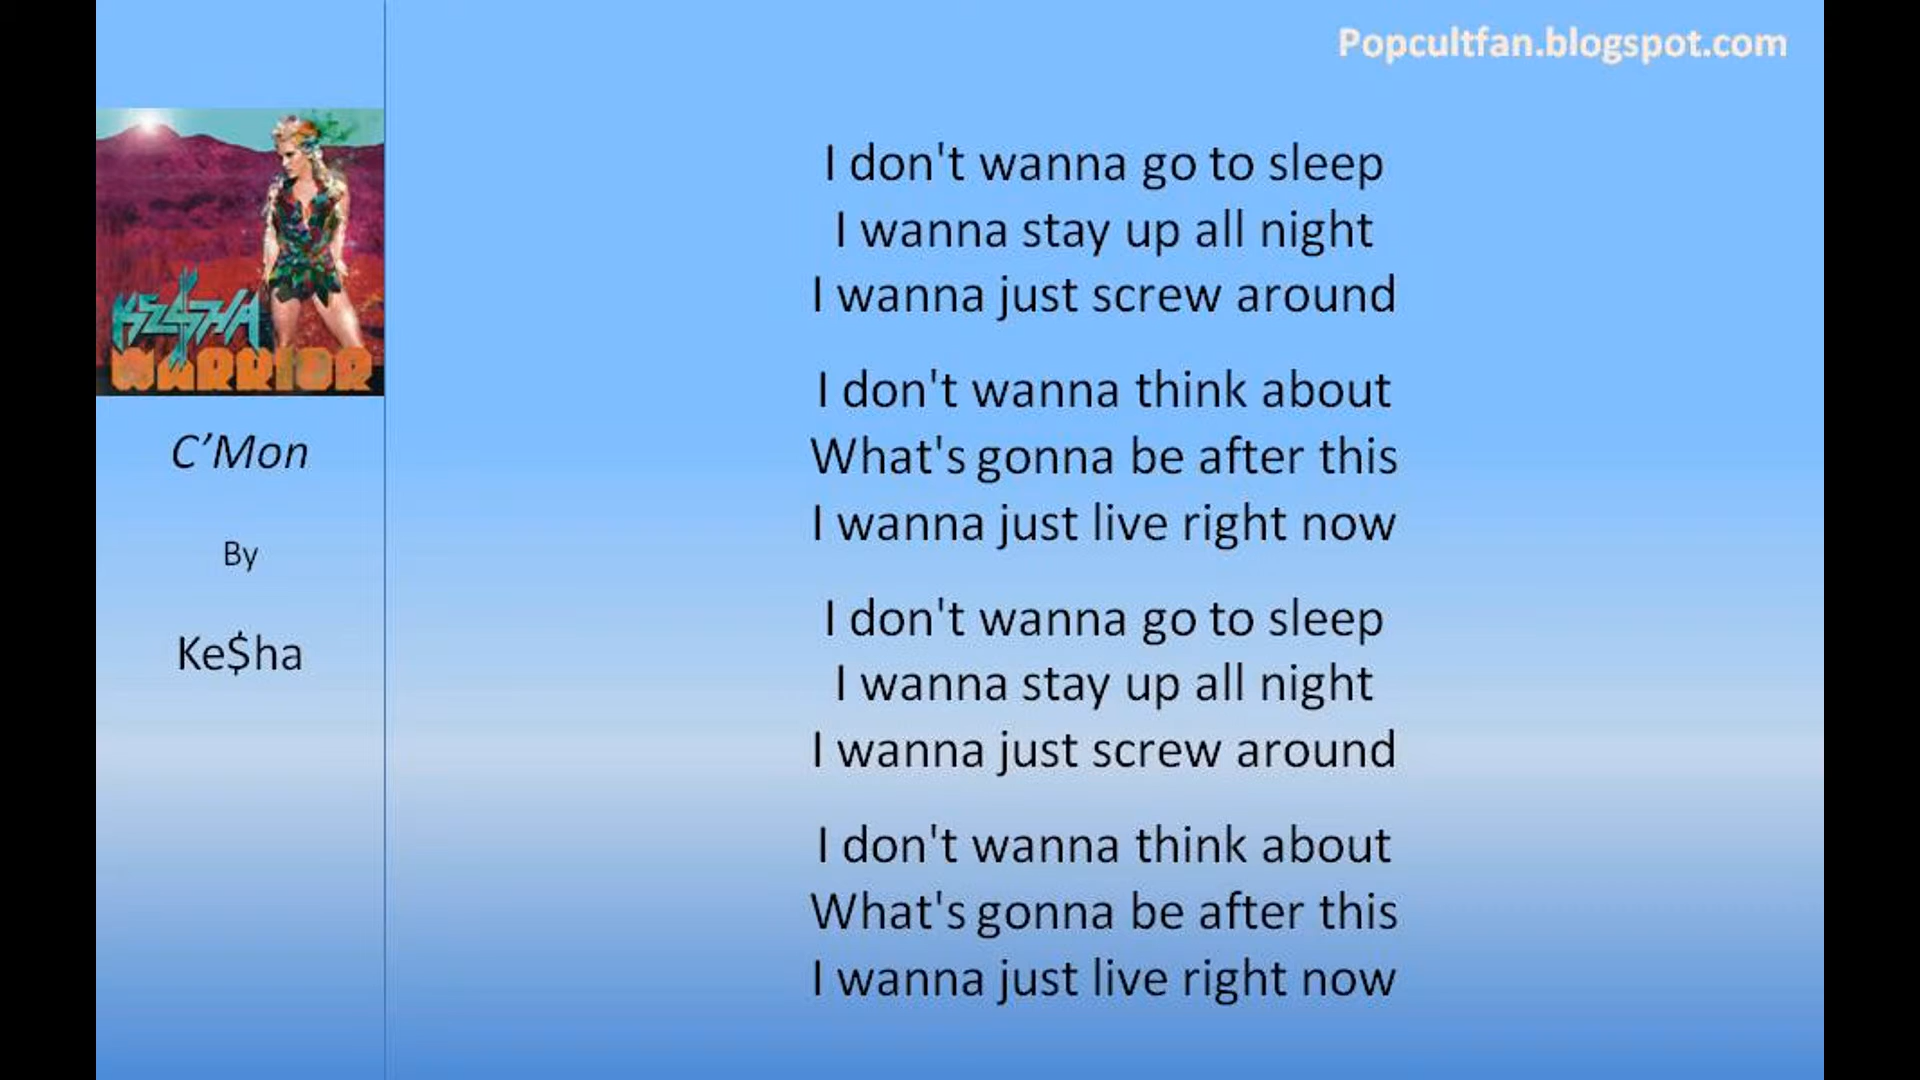 Popcultfan.blogspot.com
KE$HA
WARRIOR
C’Mon
By
Ke$ha
I don't wanna go to sleep
I wanna stay up all night
I wanna just screw around
I don't wanna think about
What's gonna be after this
I wanna just live right now
I don't wanna go to sleep
I wanna stay up all night
I wanna just screw around
I don't wanna think about
What's gonna be after this
I wanna just live right now